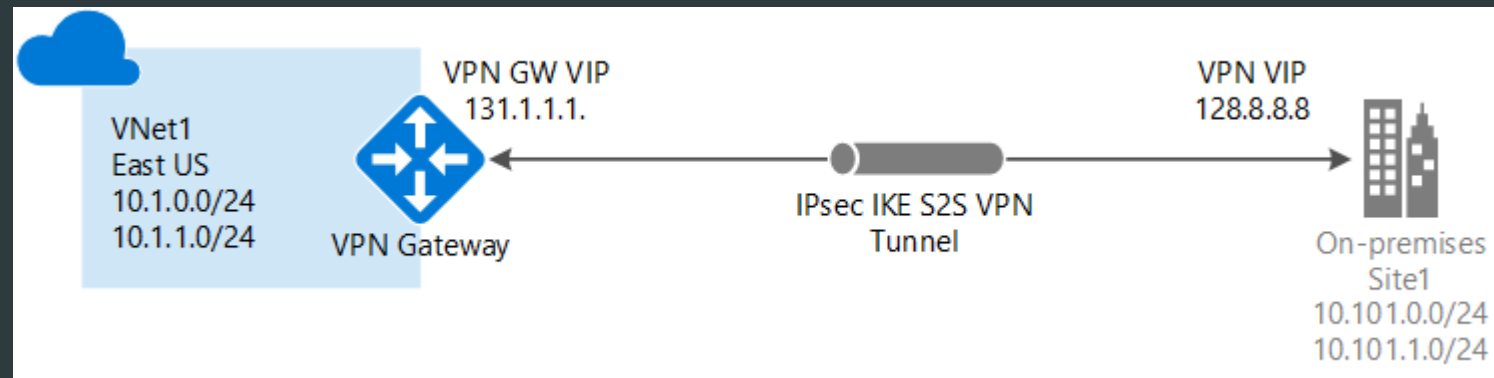 VNet1
East US
10.1.0.0/24
10.1.1.0/24
VPN GW VIP
131.1.1.1.
VPN Gateway
IPsec IKE S2S VPN
Tunnel
VPN VIP
128.8.8.8
On-premises
Site1
10.101.0.0/24
10.101.1.0/24